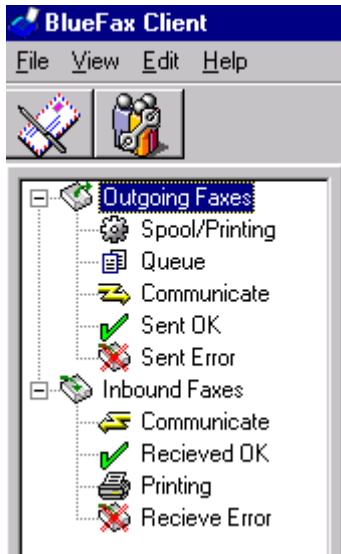 BlueFax Client
File View Edit Help
Outgoing Faxes
Spool/Printing
Queue
Communicate
Sent OK
Sent Error
Inbound Faxes
Communicate
Recieved OK
Printing
Recieve Error